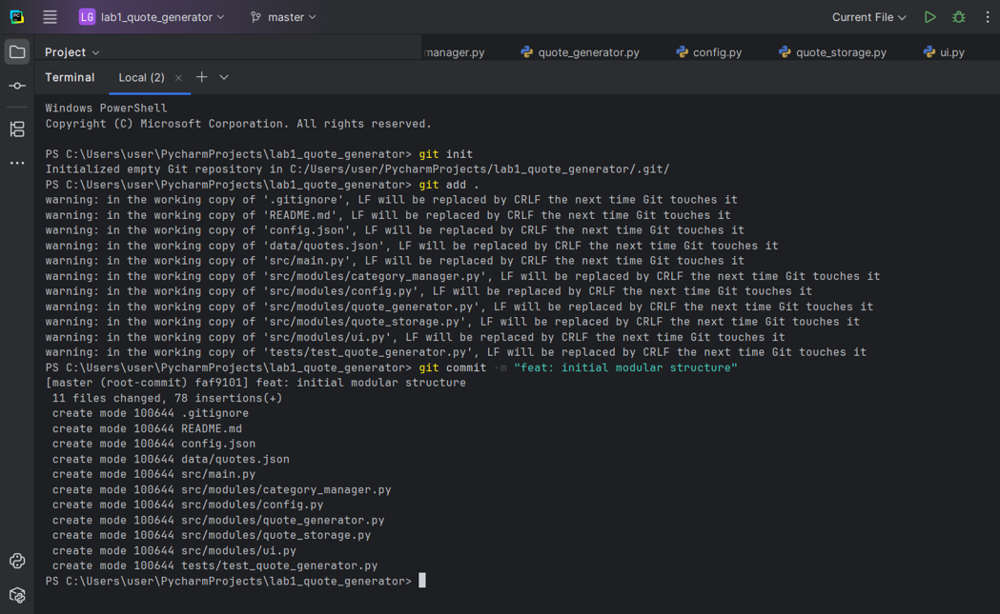 LG lab1_quote_generator master Current File
Project manager.py quote_generator.py config.py quote_storage.py ui.py
Terminal Local (2)
Windows PowerShell
Copyright (C) Microsoft Corporation. All rights reserved.
PS C:\Users\user\PycharmProjects\lab1_quote_generator> git init
Initialized empty Git repository in C:/Users/user/PycharmProjects/lab1_quote_generator/.git/
PS C:\Users\user\PycharmProjects\lab1_quote_generator> git add .
warning: in the working copy of '.gitignore', LF will be replaced by CRLF the next time Git touches it
warning: in the working copy of 'README.md', LF will be replaced by CRLF the next time Git touches it
warning: in the working copy of 'config.json', LF will be replaced by CRLF the next time Git touches it
warning: in the working copy of 'data/quotes.json', LF will be replaced by CRLF the next time Git touches it
warning: in the working copy of 'src/main.py', LF will be replaced by CRLF the next time Git touches it
warning: in the working copy of 'src/modules/category_manager.py', LF will be replaced by CRLF the next time Git touches it
warning: in the working copy of 'src/modules/config.py', LF will be replaced by CRLF the next time Git touches it
warning: in the working copy of 'src/modules/quote_generator.py', LF will be replaced by CRLF the next time Git touches it
warning: in the working copy of 'src/modules/quote_storage.py', LF will be replaced by CRLF the next time Git touches it
warning: in the working copy of 'src/modules/ui.py', LF will be replaced by CRLF the next time Git touches it
warning: in the working copy of 'tests/test_quote_generator.py', LF will be replaced by CRLF the next time Git touches it
PS C:\Users\user\PycharmProjects\lab1_quote_generator> git commit -m "feat: initial modular structure"
[master (root-commit) faf9101] feat: initial modular structure
11 files changed, 78 insertions(+)
create mode 100644 .gitignore
create mode 100644 README.md
create mode 100644 config.json
create mode 100644 data/quotes.json
create mode 100644 src/main.py
create mode 100644 src/modules/category_manager.py
create mode 100644 src/modules/config.py
create mode 100644 src/modules/quote_generator.py
create mode 100644 src/modules/quote_storage.py
create mode 100644 src/modules/ui.py
create mode 100644 tests/test_quote_generator.py
PS C:\Users\user\PycharmProjects\lab1_quote_generator>